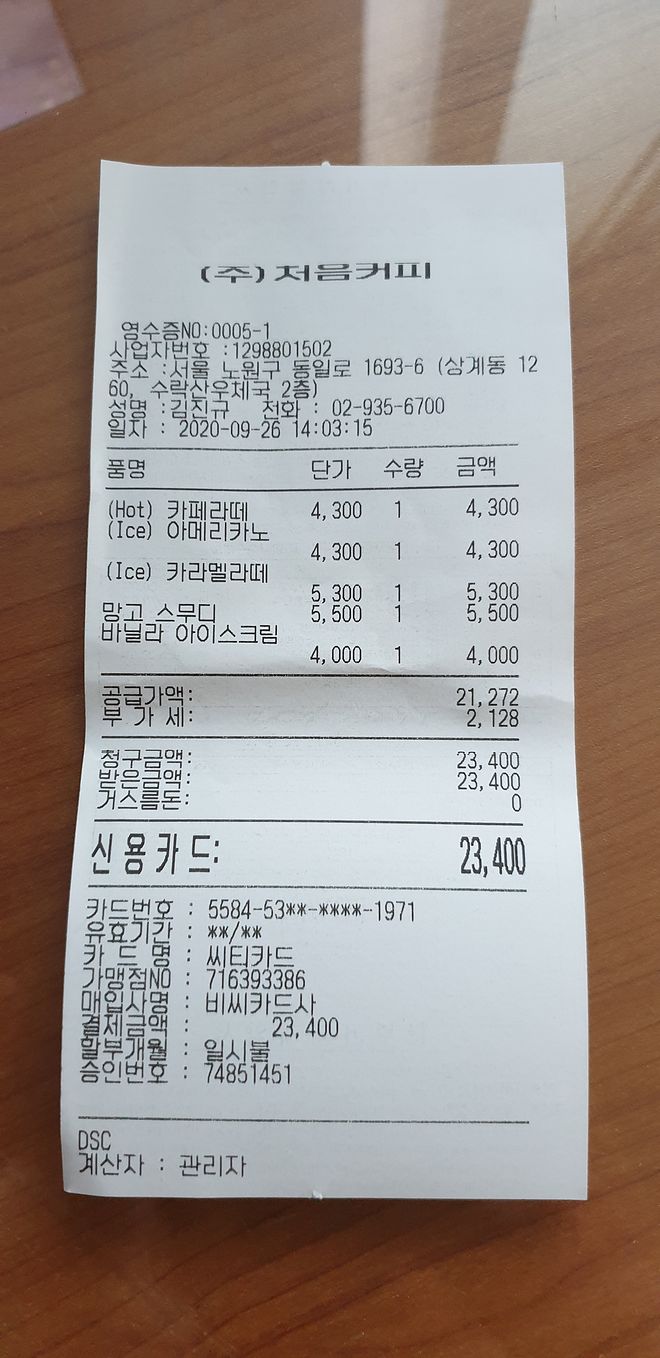 (주)처음커피
영수증NO:0005-1
사업자번호 :1298801502
주소 :서울 노원구 동일로 1693-6 (상계동 12
60, 수락산우체국 2층)
성명 :김진규 전화 : 02-935-6700
일자 : 2020-09-26 14:03:15
품명 단가 수량 금액
(Hot) 카페라떼 4,300 1 4,300
(Ice) 아메리카노
4,300 1 4,300
(Ice) 카라멜라떼
5,300 1 5,300
망고 스무디 5,500 1 5,500
바닐라 아이스크림
4,000 1 4,000
공급가액: 21,272
부 가 세: 2,128
청구금액: 23,400
받은금액: 23,400
거스름돈: 0
신용카드: 23,400
카드번호 : 5584-53**-****-1971
유효기간 : **/**
카 드 명 : 씨티카드
가맹점NO : 716393386
매입사명 : 비씨카드사
결제금액 : 23,400
할부개월 : 일시불
승인번호 : 74851451
DSC
계산자 : 관리자